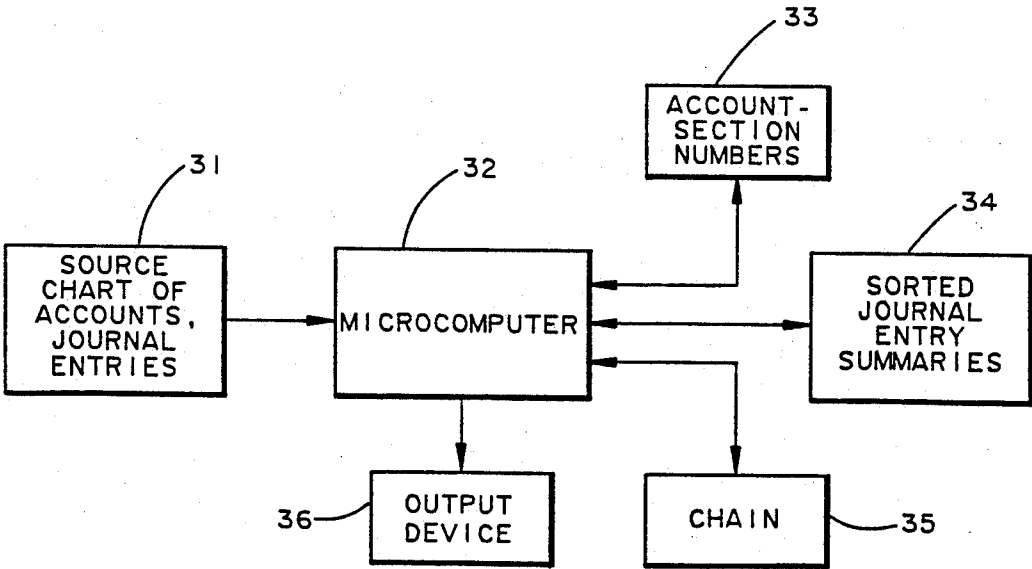 33
ACCOUNT-
SECTION
NUMBERS
31
32
34
SOURCE
CHART OF
ACCOUNTS,
JOURNAL
ENTRIES
MICROCOMPUTER
SORTED
JOURNAL
ENTRY
SUMMARIES
36
OUTPUT
DEVICE
CHAIN
35